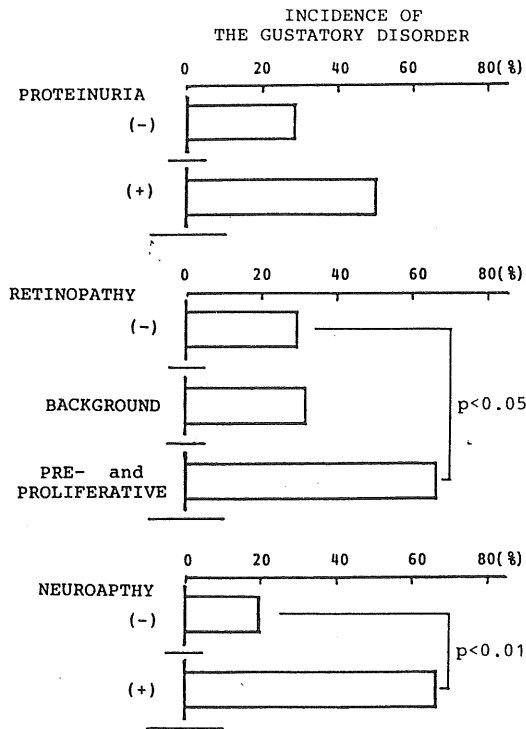 INCIDENCE OF
THE GUSTATORY DISORDER
0 20 40 60 80(%)
PROTEINURIA
(-)
(+)
0 20 40 60 80(%)
RETINOPATHY
(-)
BACKGROUND
p<0.05
PRE- and
PROLIFERATIVE
0 20 40 60 80(%)
NEUROAPTHY
(-)
p<0.01
(+)